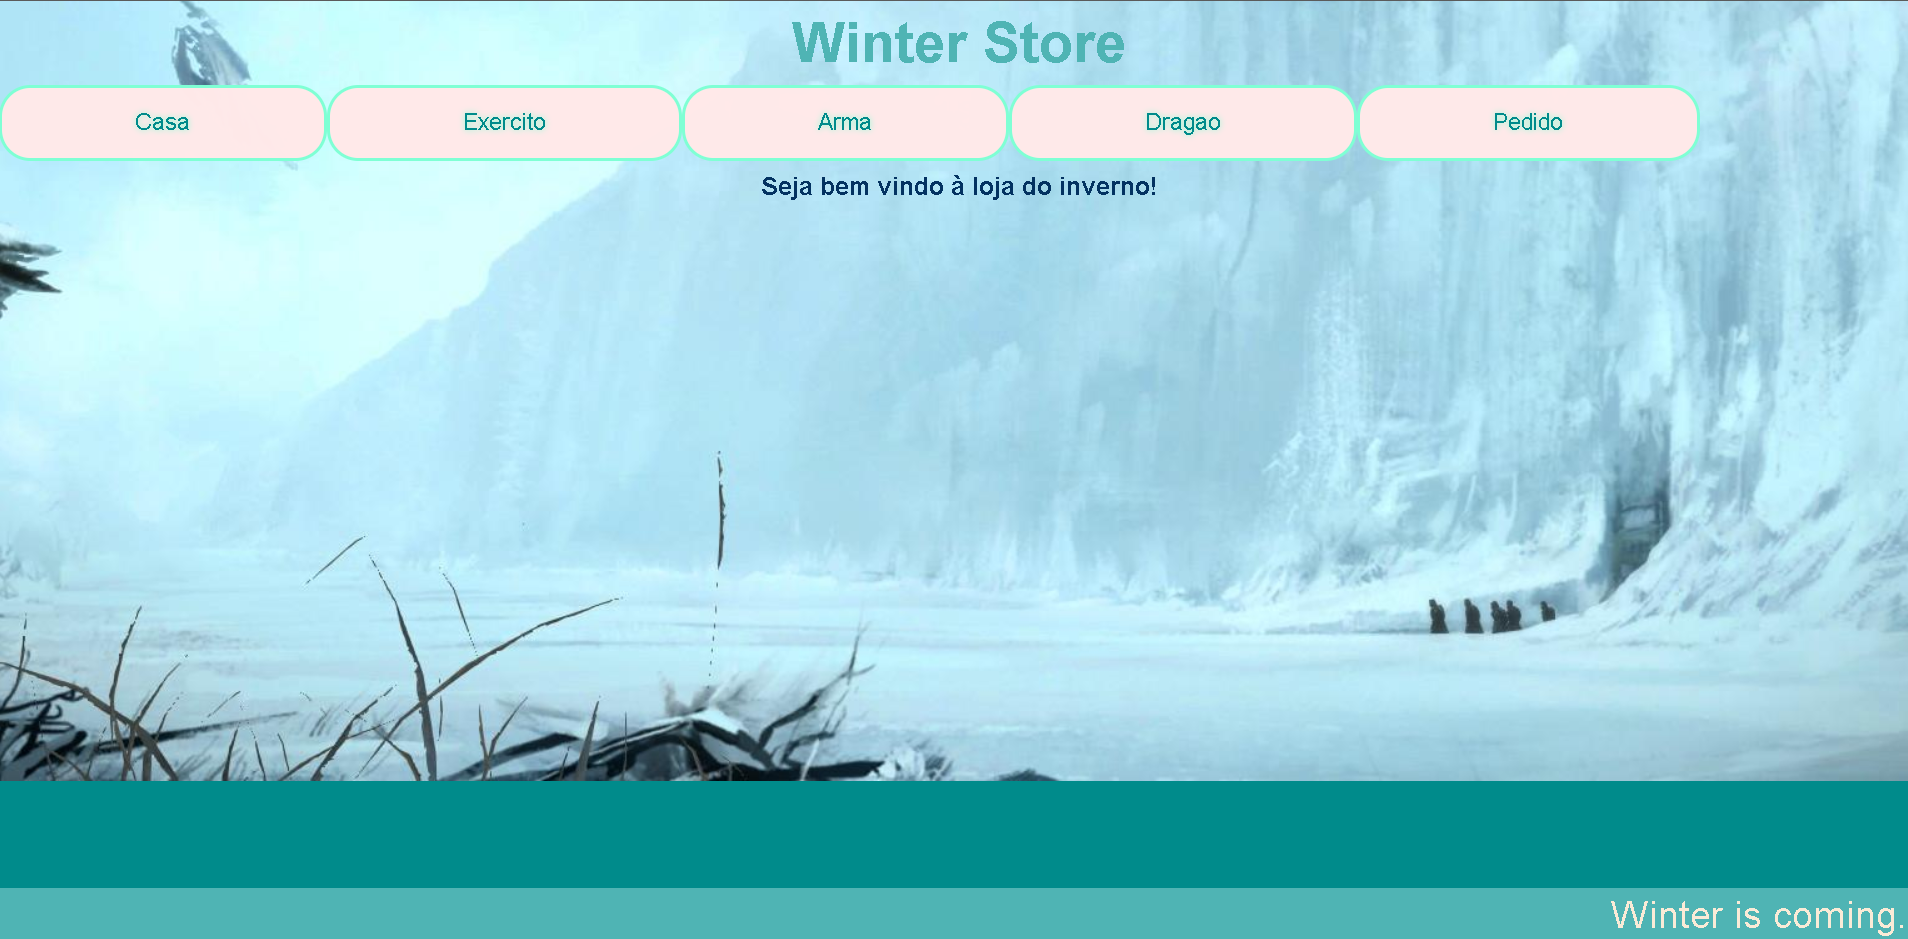 Winter Store
Casa Exercito Arma Dragao Pedido
Seja bem vindo à loja do inverno!
Winter is coming.